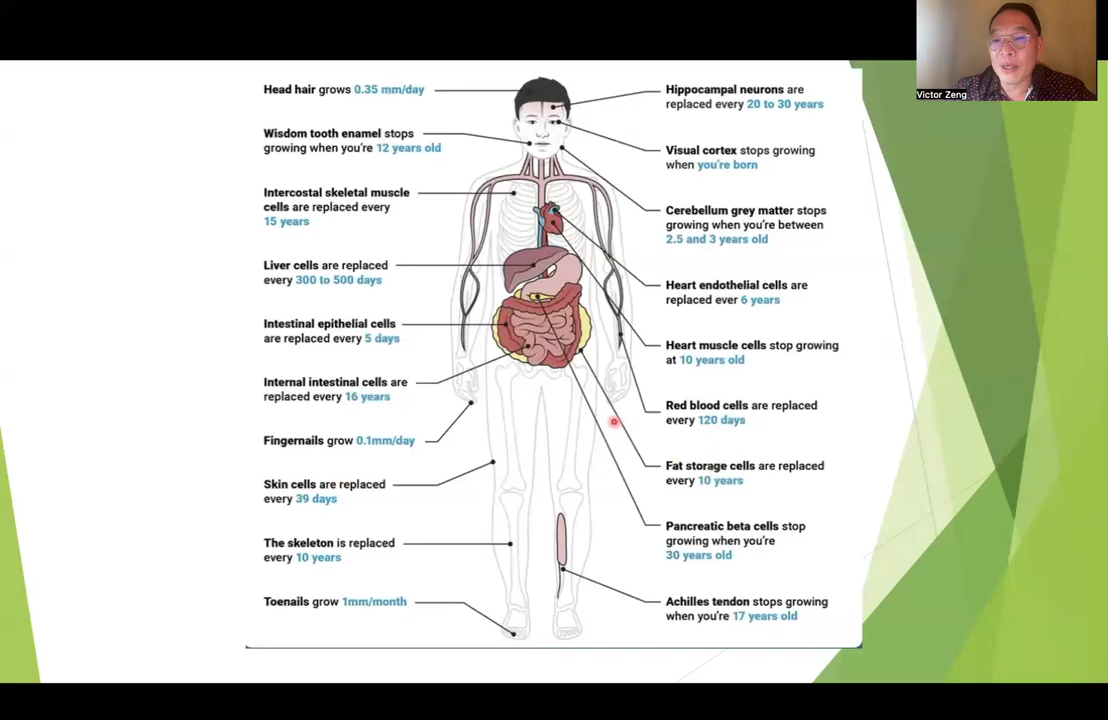 Victor Zeng
Head hair grows 0.35 mm/day
Wisdom tooth enamel stops
growing when you're 12 years old
Intercostal skeletal muscle
cells are replaced every
15 years
Liver cells are replaced
every 300 to 500 days
Intestinal epithelial cells
are replaced every 5 days
Internal intestinal cells are
replaced every 16 years
Fingernails grow 0.1mm/day
Skin cells are replaced
every 39 days
The skeleton is replaced
every 10 years
Toenails grow 1mm/month
Hippocampal neurons are
replaced every 20 to 30 years
Visual cortex stops growing
when you're born
Cerebellum grey matter stops
growing when you're between
2.5 and 3 years old
Heart endothelial cells are
replaced ever 6 years
Heart muscle cells stop growing
at 10 years old
Red blood cells are replaced
every 120 days
Fat storage cells are replaced
every 10 years
Pancreatic beta cells stop
growing when you're
30 years old
Achilles tendon stops growing
when you're 17 years old